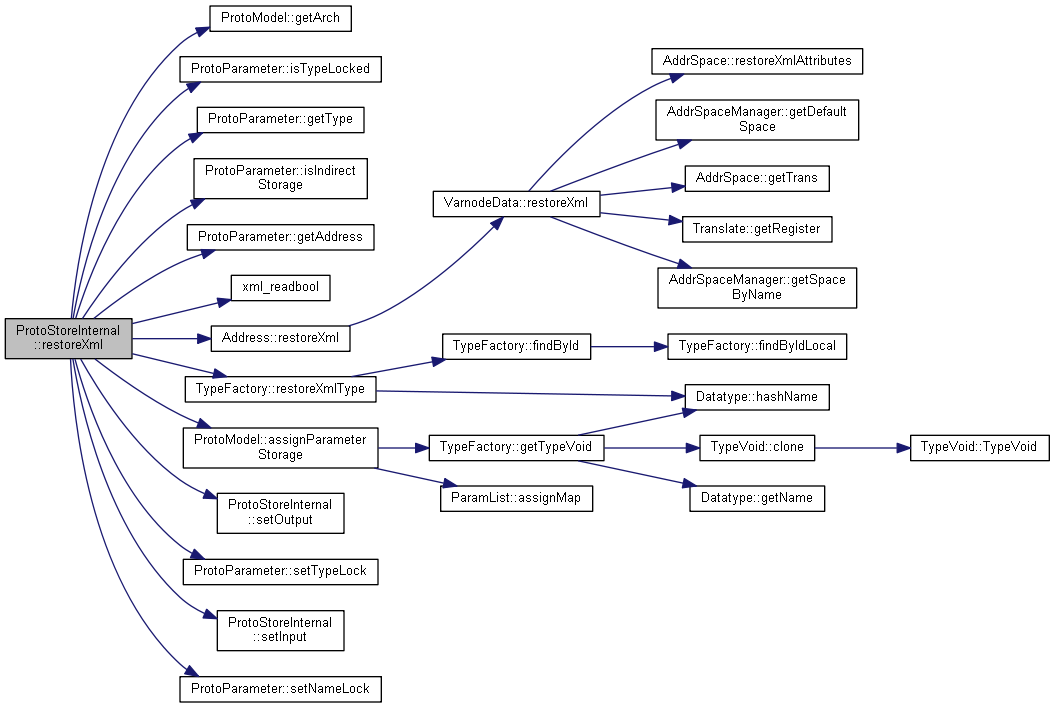 ProtoStoreInternal
::restoreXml
ProtoModel::getArch
ProtoParameter::isTypeLocked
ProtoParameter::getType
ProtoParameter::isIndirect
Storage
ProtoParameter::getAddress
xml_readbool
Address::restoreXml
TypeFactory::restoreXmlType
ProtoModel::assignParameter
Storage
ProtoStoreInternal
::setOutput
ProtoParameter::setTypeLock
ProtoStoreInternal
::setInput
ProtoParameter::setNameLock
VarnodeData::restoreXml
TypeFactory::findById
TypeFactory::getTypeVoid
ParamList::assignMap
AddrSpace::restoreXmlAttributes
AddrSpaceManager::getDefault
Space
AddrSpace::getTrans
Translate::getRegister
AddrSpaceManager::getSpace
ByName
TypeFactory::findByIdLocal
Datatype::hashName
TypeVoid::clone
Datatype::getName
TypeVoid::TypeVoid